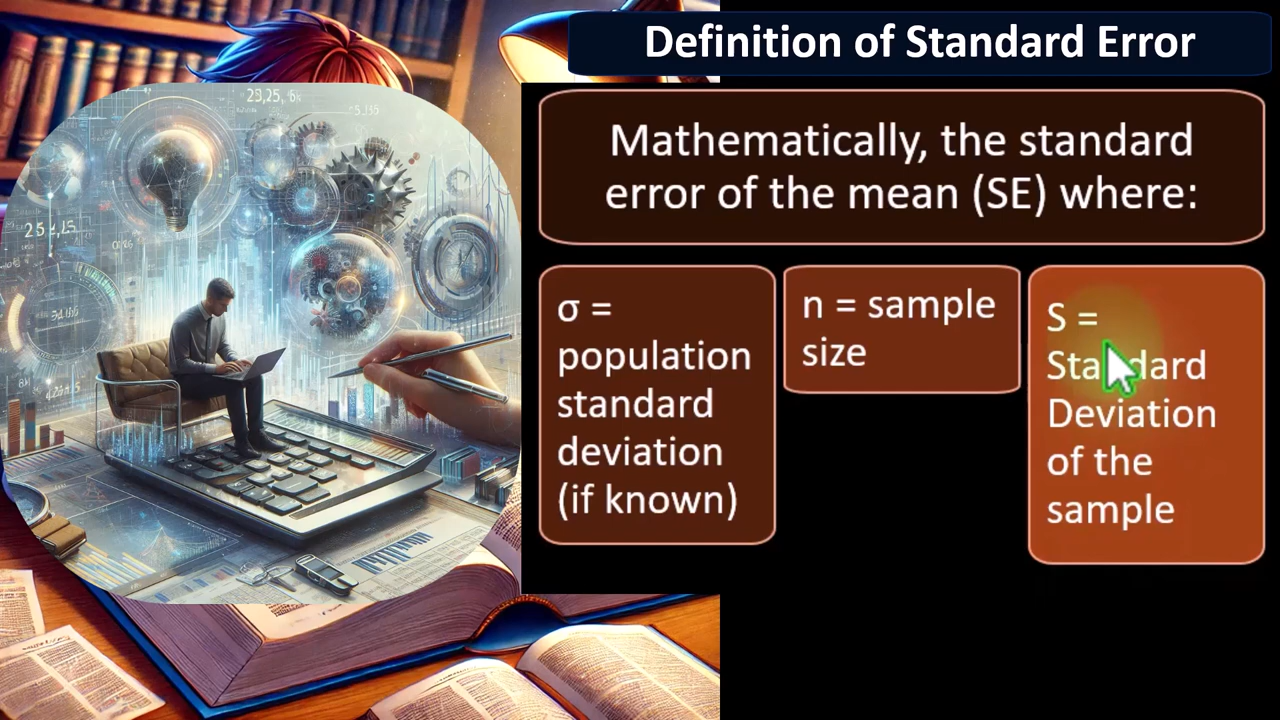 Definition of Standard Error
Mathematically, the standard
error of the mean (SE) where:
σ =
population
standard
deviation
(if known)
n = sample
size
S =
Standard
Deviation
of the
sample